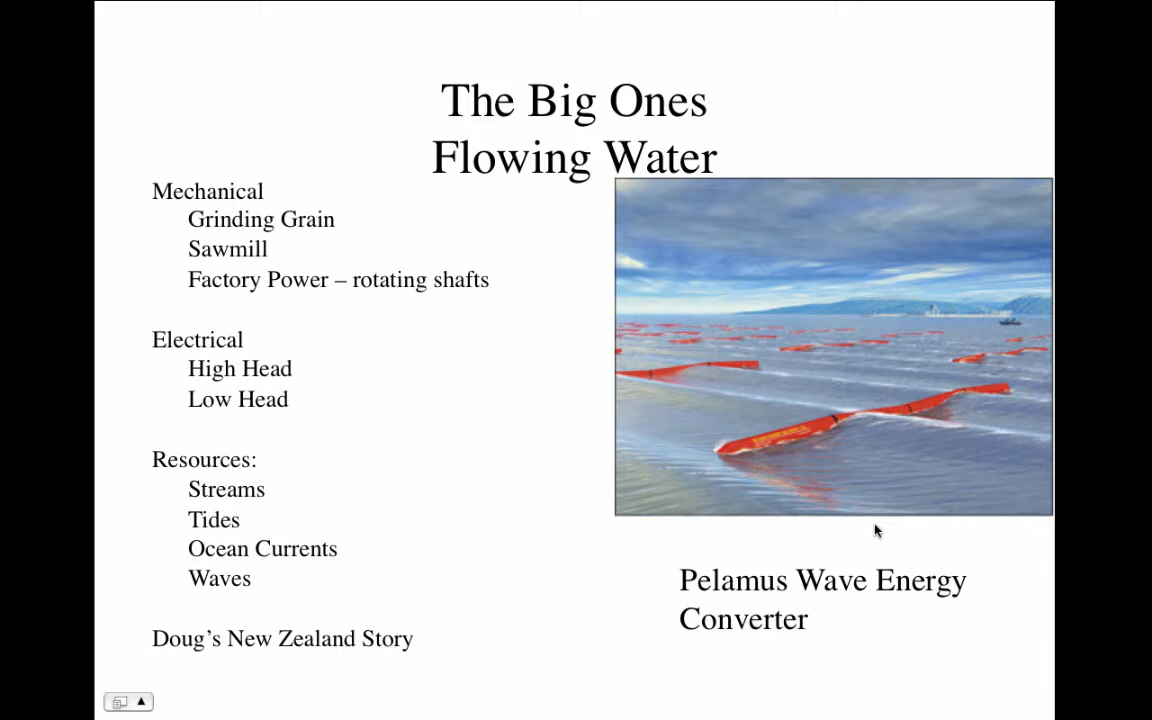 The Big Ones
Flowing Water
Mechanical
Grinding Grain
Sawmill
Factory Power – rotating shafts
Electrical
High Head
Low Head
Resources:
Streams
Tides
Ocean Currents
Waves
Doug's New Zealand Story
Pelamus Wave Energy
Converter